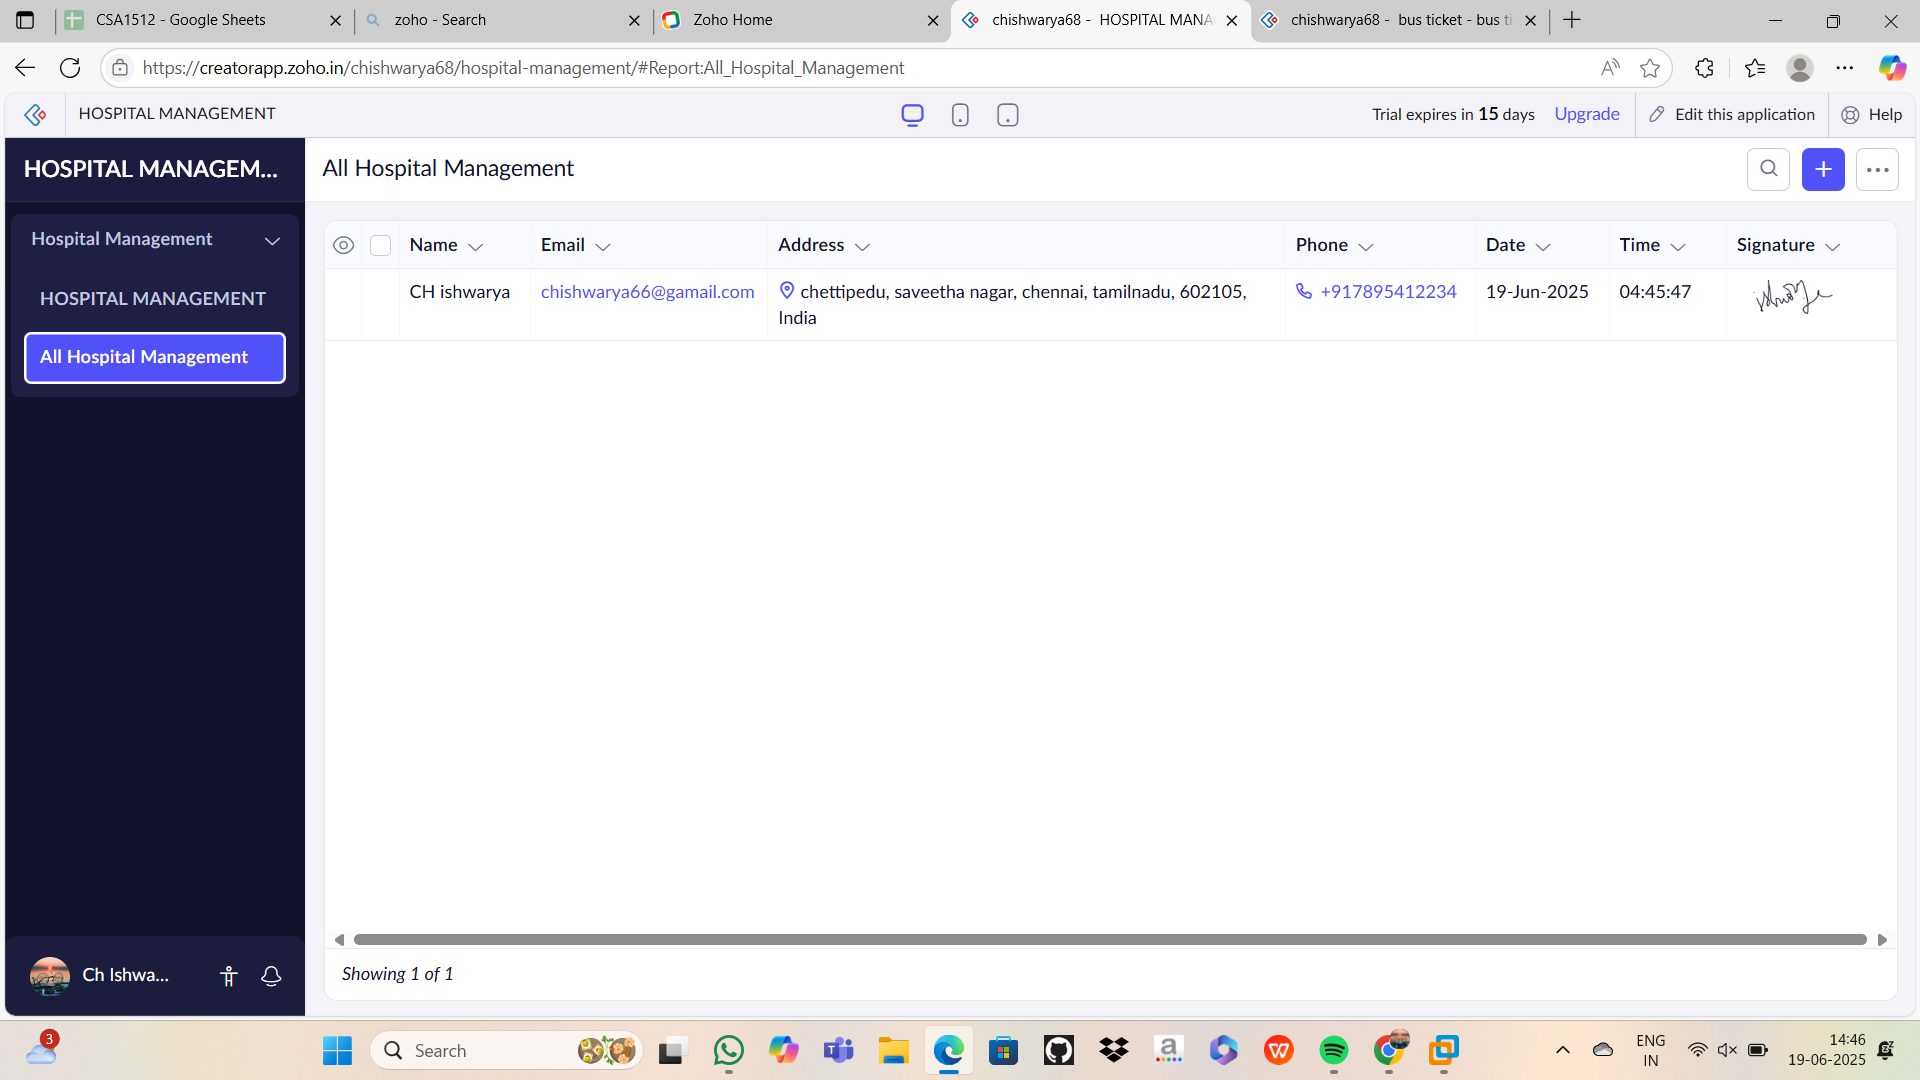 CSA1512 - Google Sheets
zoho - Search
Zoho Home
chishwarya68 - HOSPITAL MANA
chishwarya68 - bus ticket - bus ti
https://creatorapp.zoho.in/chishwarya68/hospital-management/#Report:All_Hospital_Management
HOSPITAL MANAGEMENT
Trial expires in 15 days
Upgrade
Edit this application
Help
HOSPITAL MANAGEM...
All Hospital Management
Hospital Management
HOSPITAL MANAGEMENT
All Hospital Management
Name
Email
Address
Phone
Date
Time
Signature
CH ishwarya
chishwarya66@gamail.com
chettipedu, saveetha nagar, chennai, tamilnadu, 602105,
India
+917895412234
19-Jun-2025
04:45:47
Showing 1 of 1
Ch Ishwa...
3
Search
ENG
IN
14:46
19-06-2025